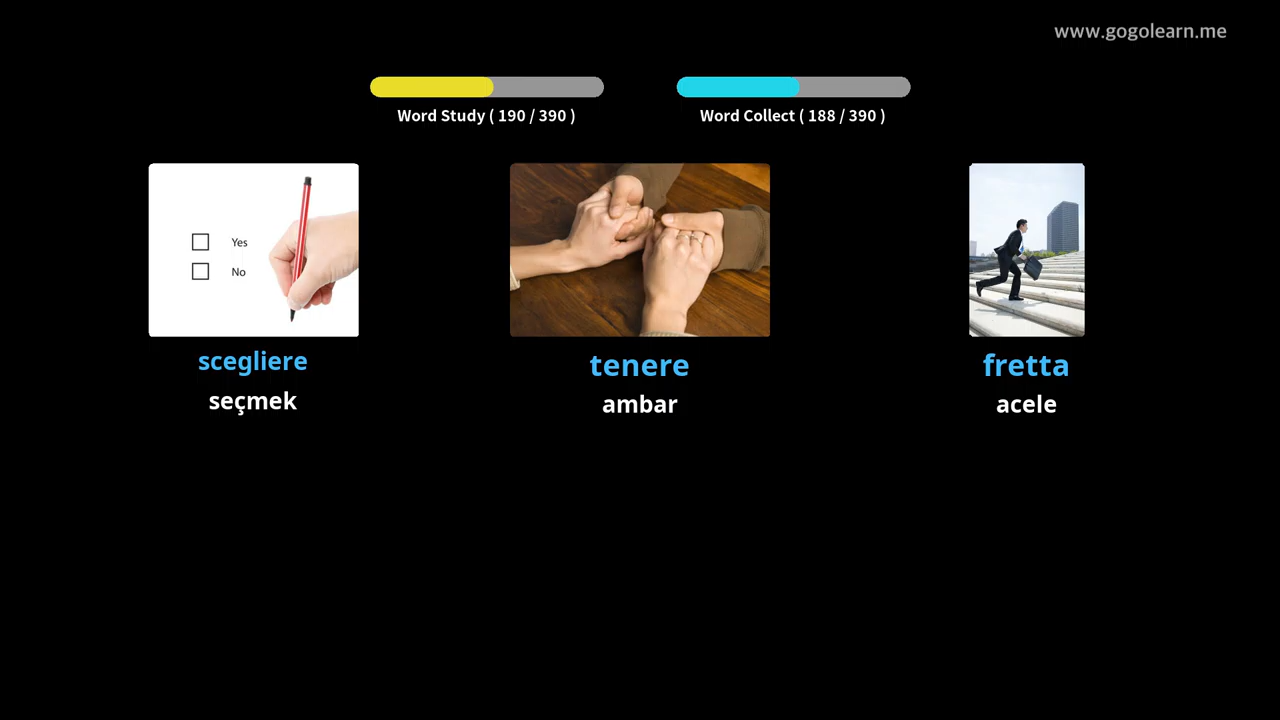 www.gogolearn.me
Word Study ( 190 / 390 )
Word Collect ( 188 / 390 )
Yes
No
scegliere
seçmek
tenere
ambar
fretta
acele